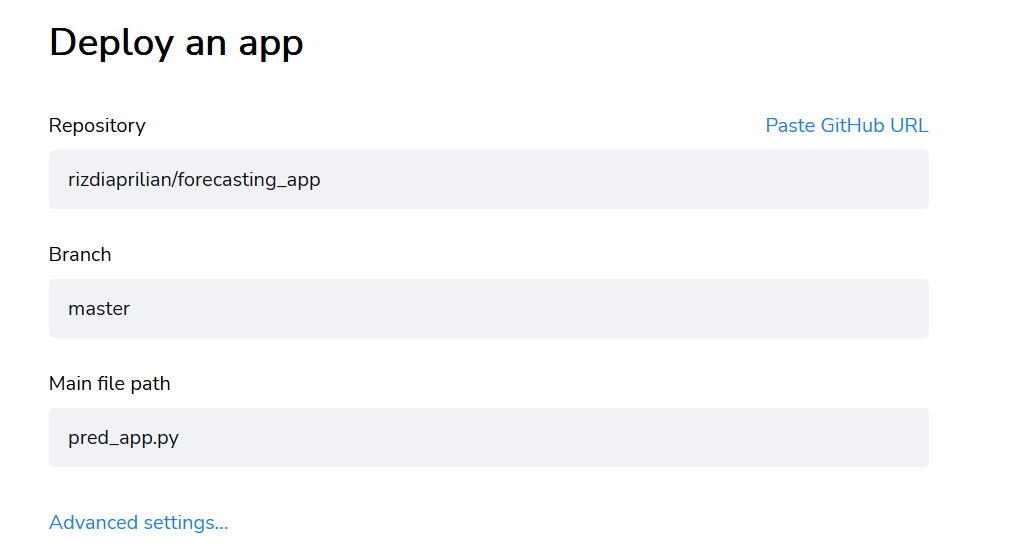 Deploy an app
Repository
Paste GitHub URL
rizdiaprilian/forecasting_app
Branch
master
Main file path
pred_app.py
Advanced settings...